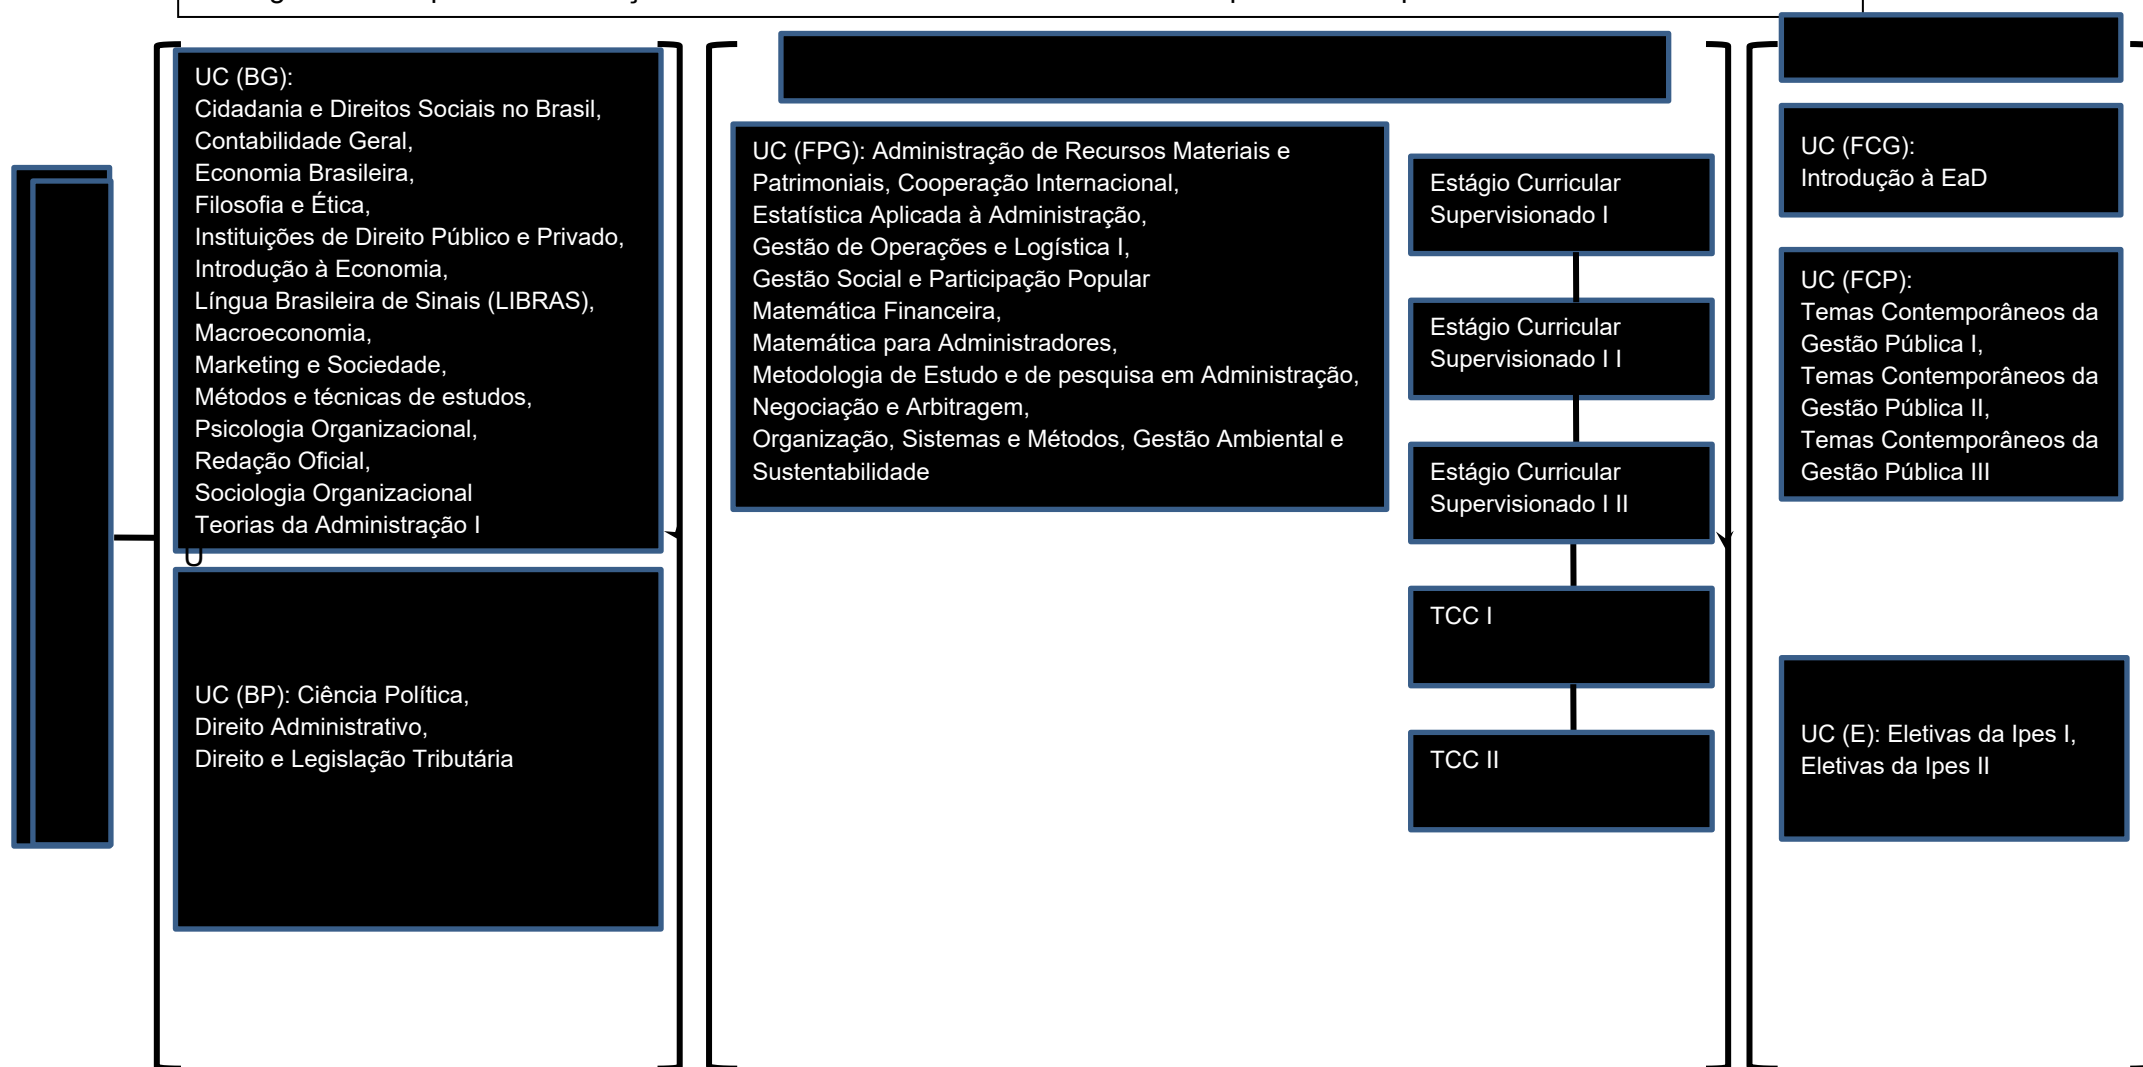 UC (BG):
Cidadania e Direitos Sociais no Brasil,
Contabilidade Geral,
Economia Brasileira,
Filosofia e Ética,
Instituições de Direito Público e Privado,
Introdução à Economia,
Língua Brasileira de Sinais (LIBRAS),
Macroeconomia,
Marketing e Sociedade,
Métodos e técnicas de estudos,
Psicologia Organizacional,
Redação Oficial,
Sociologia Organizacional
Teorias da Administração I
U
UC (BP): Ciência Política,
Direito Administrativo,
Direito e Legislação Tributária
UC (FPG): Administração de Recursos Materiais e
Patrimoniais, Cooperação Internacional,
Estatística Aplicada à Administração,
Gestão de Operações e Logística I,
Gestão Social e Participação Popular
Matemática Financeira,
Matemática para Administradores,
Metodologia de Estudo e de pesquisa em Administração,
Negociação e Arbitragem,
Organização, Sistemas e Métodos, Gestão Ambiental e
Sustentabilidade
Estágio Curricular
Supervisionado I
Estágio Curricular
Supervisionado I I
Estágio Curricular
Supervisionado I II
TCC I
TCC II
UC (FCG):
Introdução à EaD
UC (FCP):
Temas Contemporâneos da
Gestão Pública I,
Temas Contemporâneos da
Gestão Pública II,
Temas Contemporâneos da
Gestão Pública III
UC (E): Eletivas da Ipes I,
Eletivas da Ipes II